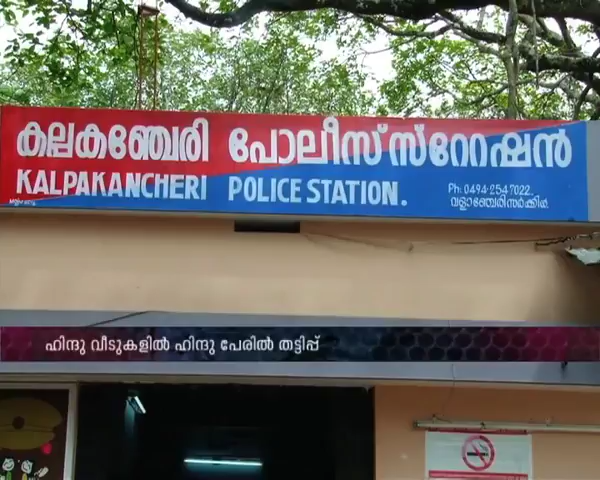 കല്പകഞ്ചേരി പോലീസ് സ്റ്റേഷൻ
KALPAKANCHERI POLICE STATION.
Ph: 0494-2547022.
വളാഞ്ചേരി സർക്കിൾ
ഹിന്ദു വീടുകളിൽ ഹിന്ദു പേരിൽ തട്ടിപ്പ്